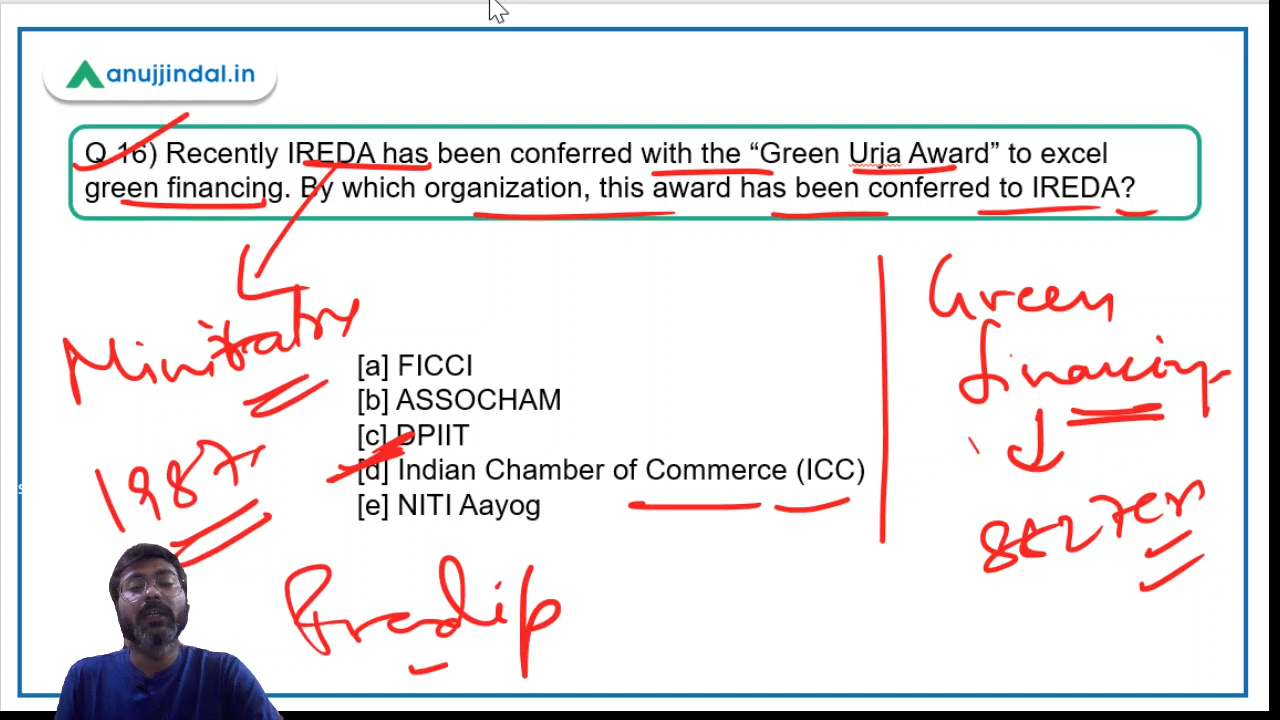 anujjindal.in
Q 16) Recently IREDA has been conferred with the “Green Urja Award” to excel
green financing. By which organization, this award has been conferred to IREDA?
Green
financing
[a] FICCI
[b] ASSOCHAM
[c] DPIIT
[d] Indian Chamber of Commerce (ICC)
[e] NITI Aayog
1987
Pradip